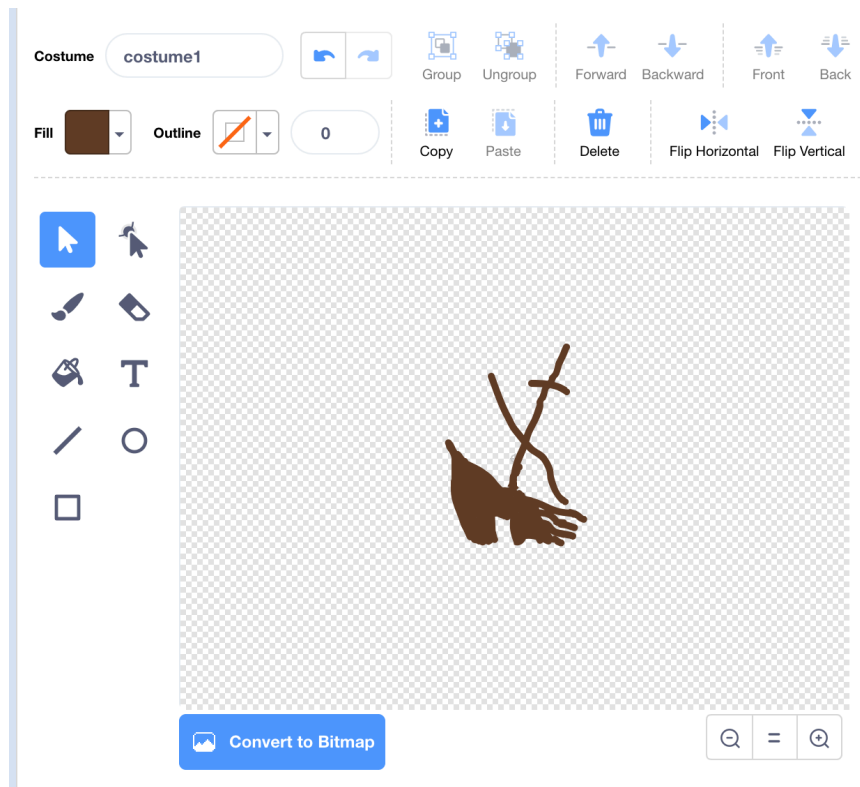 Costume costume1
Group Ungroup Forward Backward Front Back
Fill Outline 0
Copy Paste Delete Flip Horizontal Flip Vertical
T
Convert to Bitmap